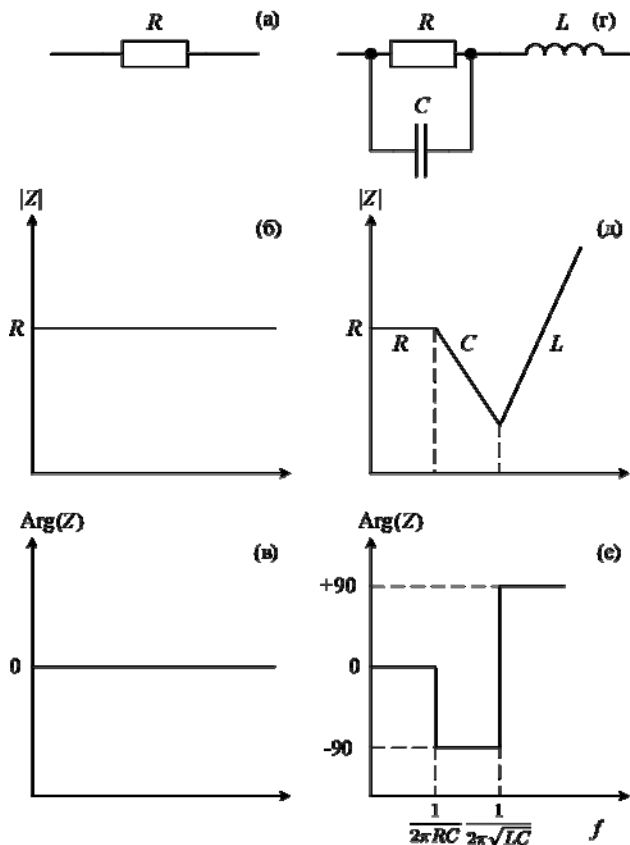 R (а)
R L (г)
C
|Z| (б)
R
|Z| (д)
R R C L
Arg(Z) (в)
0
Arg(Z) (е)
+90
0
-90
1/2πRC 1/2π√LC f